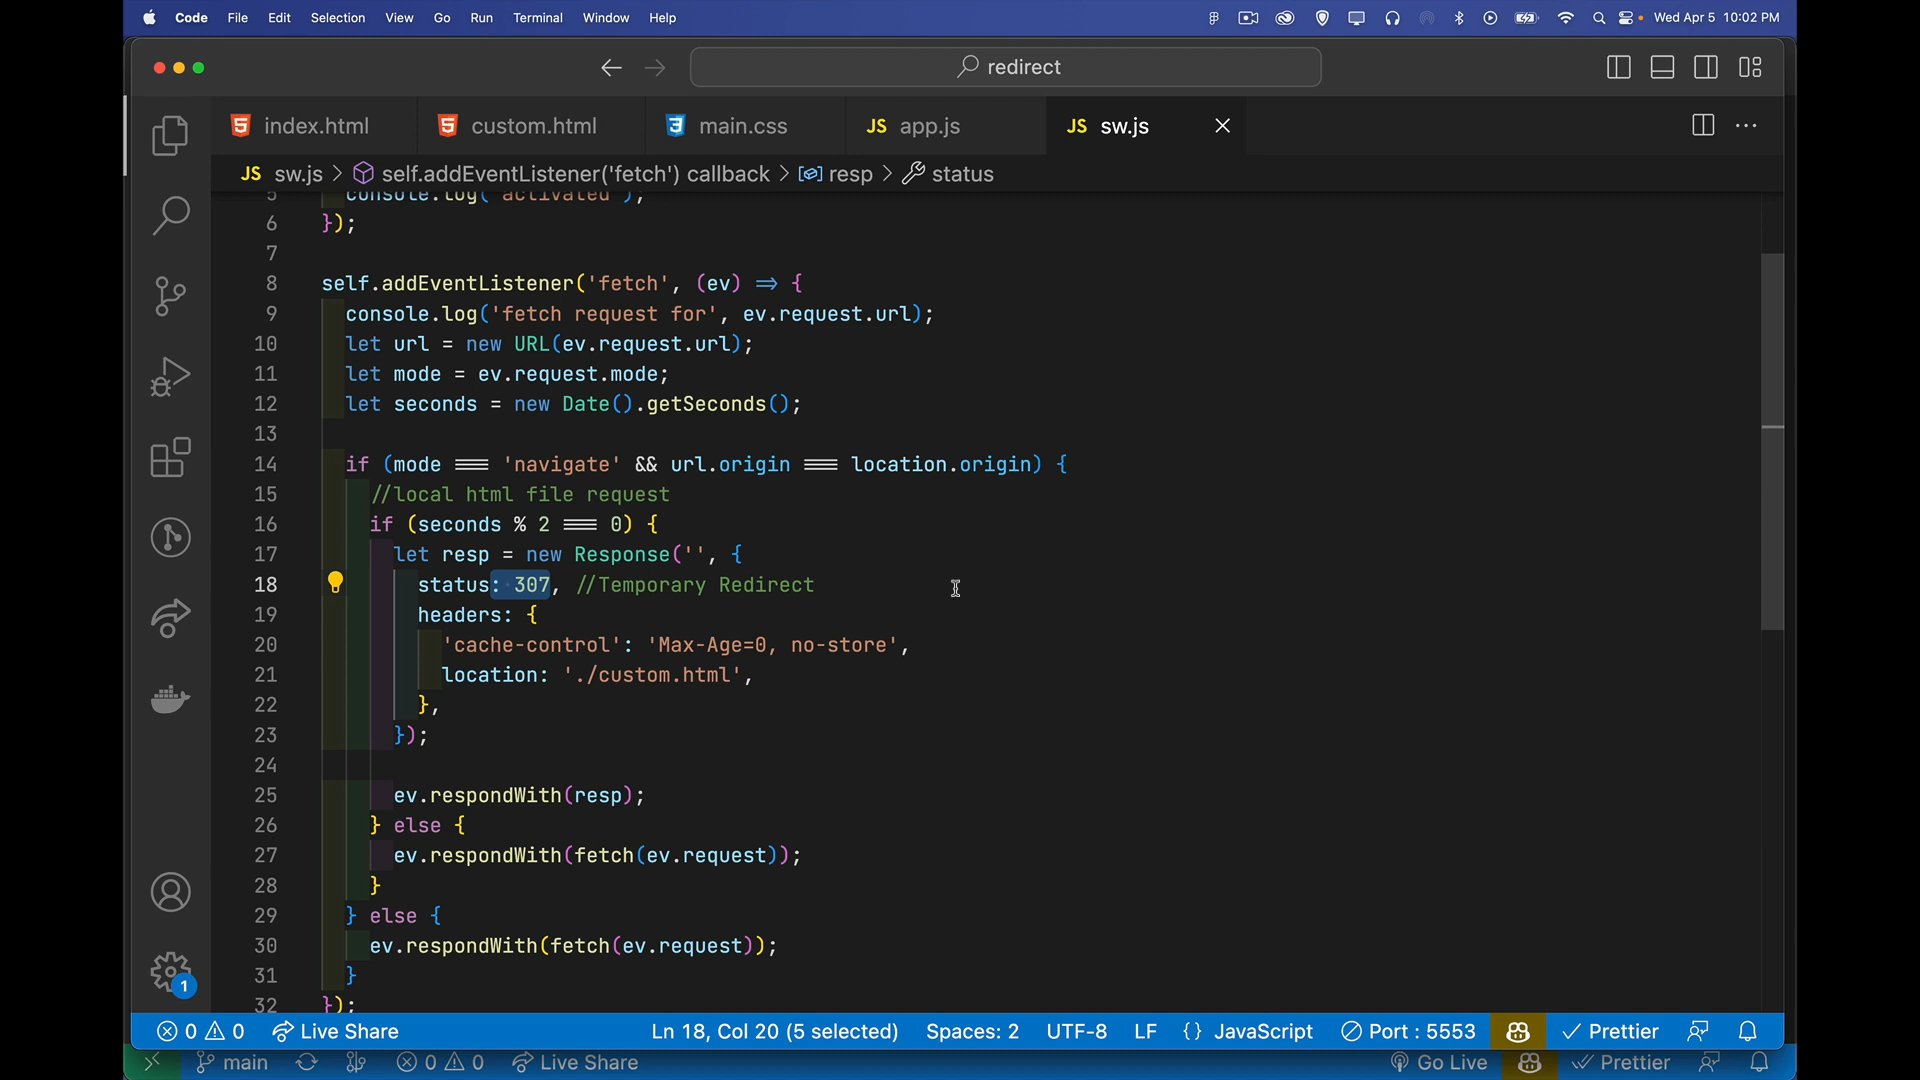 Code File Edit Selection View Go Run Terminal Window Help Wed Apr 5 10:02 PM
redirect
index.html custom.html main.css JS app.js JS sw.js
JS sw.js > self.addEventListener('fetch') callback > resp > status
5 console.log('activated');
6 });
7
8 self.addEventListener('fetch', (ev) => {
9 console.log('fetch request for', ev.request.url);
10 let url = new URL(ev.request.url);
11 let mode = ev.request.mode;
12 let seconds = new Date().getSeconds();
13
14 if (mode === 'navigate' && url.origin === location.origin) {
15 //local html file request
16 if (seconds % 2 === 0) {
17 let resp = new Response('', {
18 status: 307, //Temporary Redirect
19 headers: {
20 'cache-control': 'Max-Age=0, no-store',
21 location: './custom.html',
22 },
23 });
24
25 ev.respondWith(resp);
26 } else {
27 ev.respondWith(fetch(ev.request));
28 }
29 } else {
30 ev.respondWith(fetch(ev.request));
31 }
32 });
1
0 0 Live Share Ln 18, Col 20 (5 selected) Spaces: 2 UTF-8 LF {} JavaScript Port : 5553 Prettier
main 0 0 Live Share Go Live Prettier